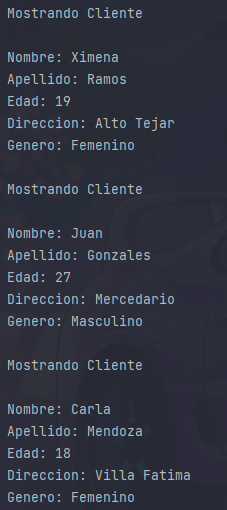 Mostrando Cliente
Nombre: Ximena
Apellido: Ramos
Edad: 19
Direccion: Alto Tejar
Genero: Femenino
Mostrando Cliente
Nombre: Juan
Apellido: Gonzales
Edad: 27
Direccion: Mercedario
Genero: Masculino
Mostrando Cliente
Nombre: Carla
Apellido: Mendoza
Edad: 18
Direccion: Villa Fatima
Genero: Femenino